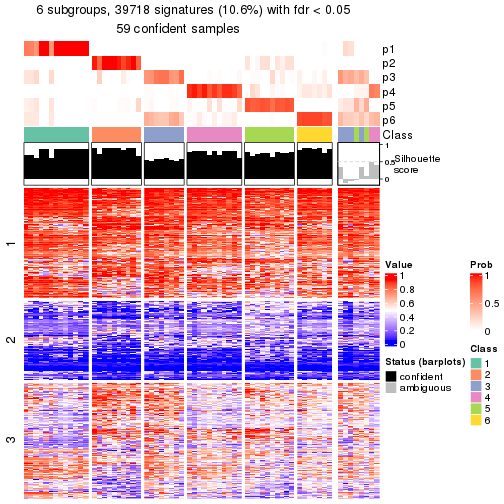 6 subgroups, 39718 signatures (10.6%) with fdr < 0.05
59 confident samples
p1
p2
p3
p4
p5
p6
Class
1
0.5
0
Silhouette
score
1
2
3
Value
1
0.8
0.6
0.4
0.2
0
Status (barplots)
confident
ambiguous
Prob
1
0.5
0
Class
1
2
3
4
5
6